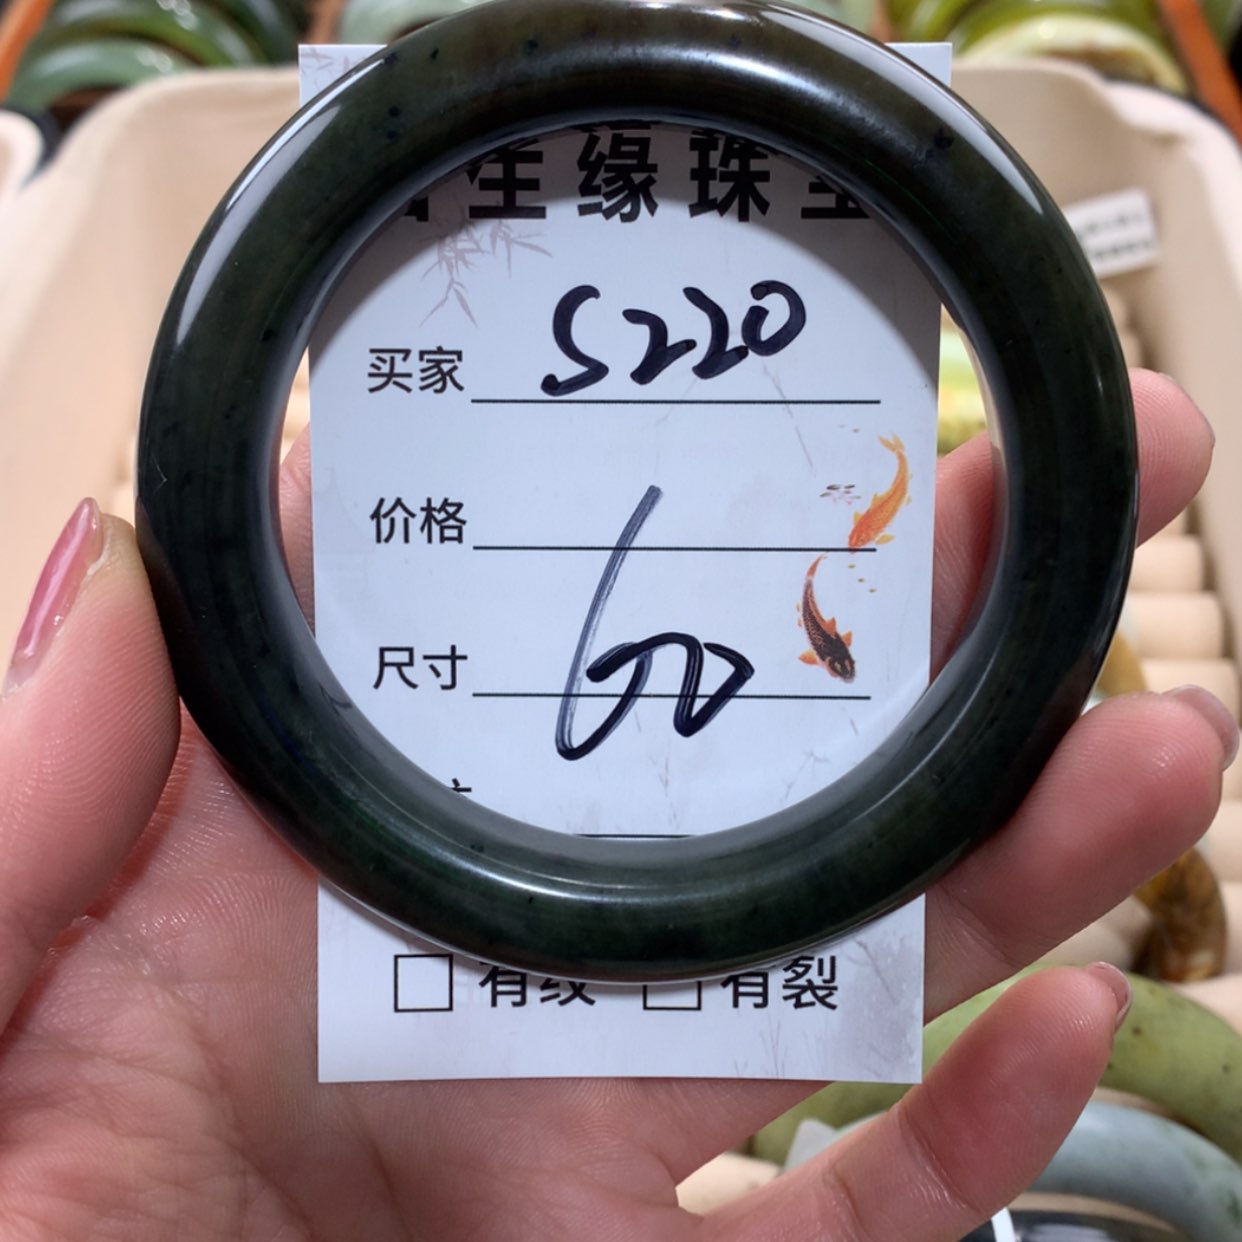 生缘珠宝
买家 S220
价格
尺寸 60
有纹 有裂